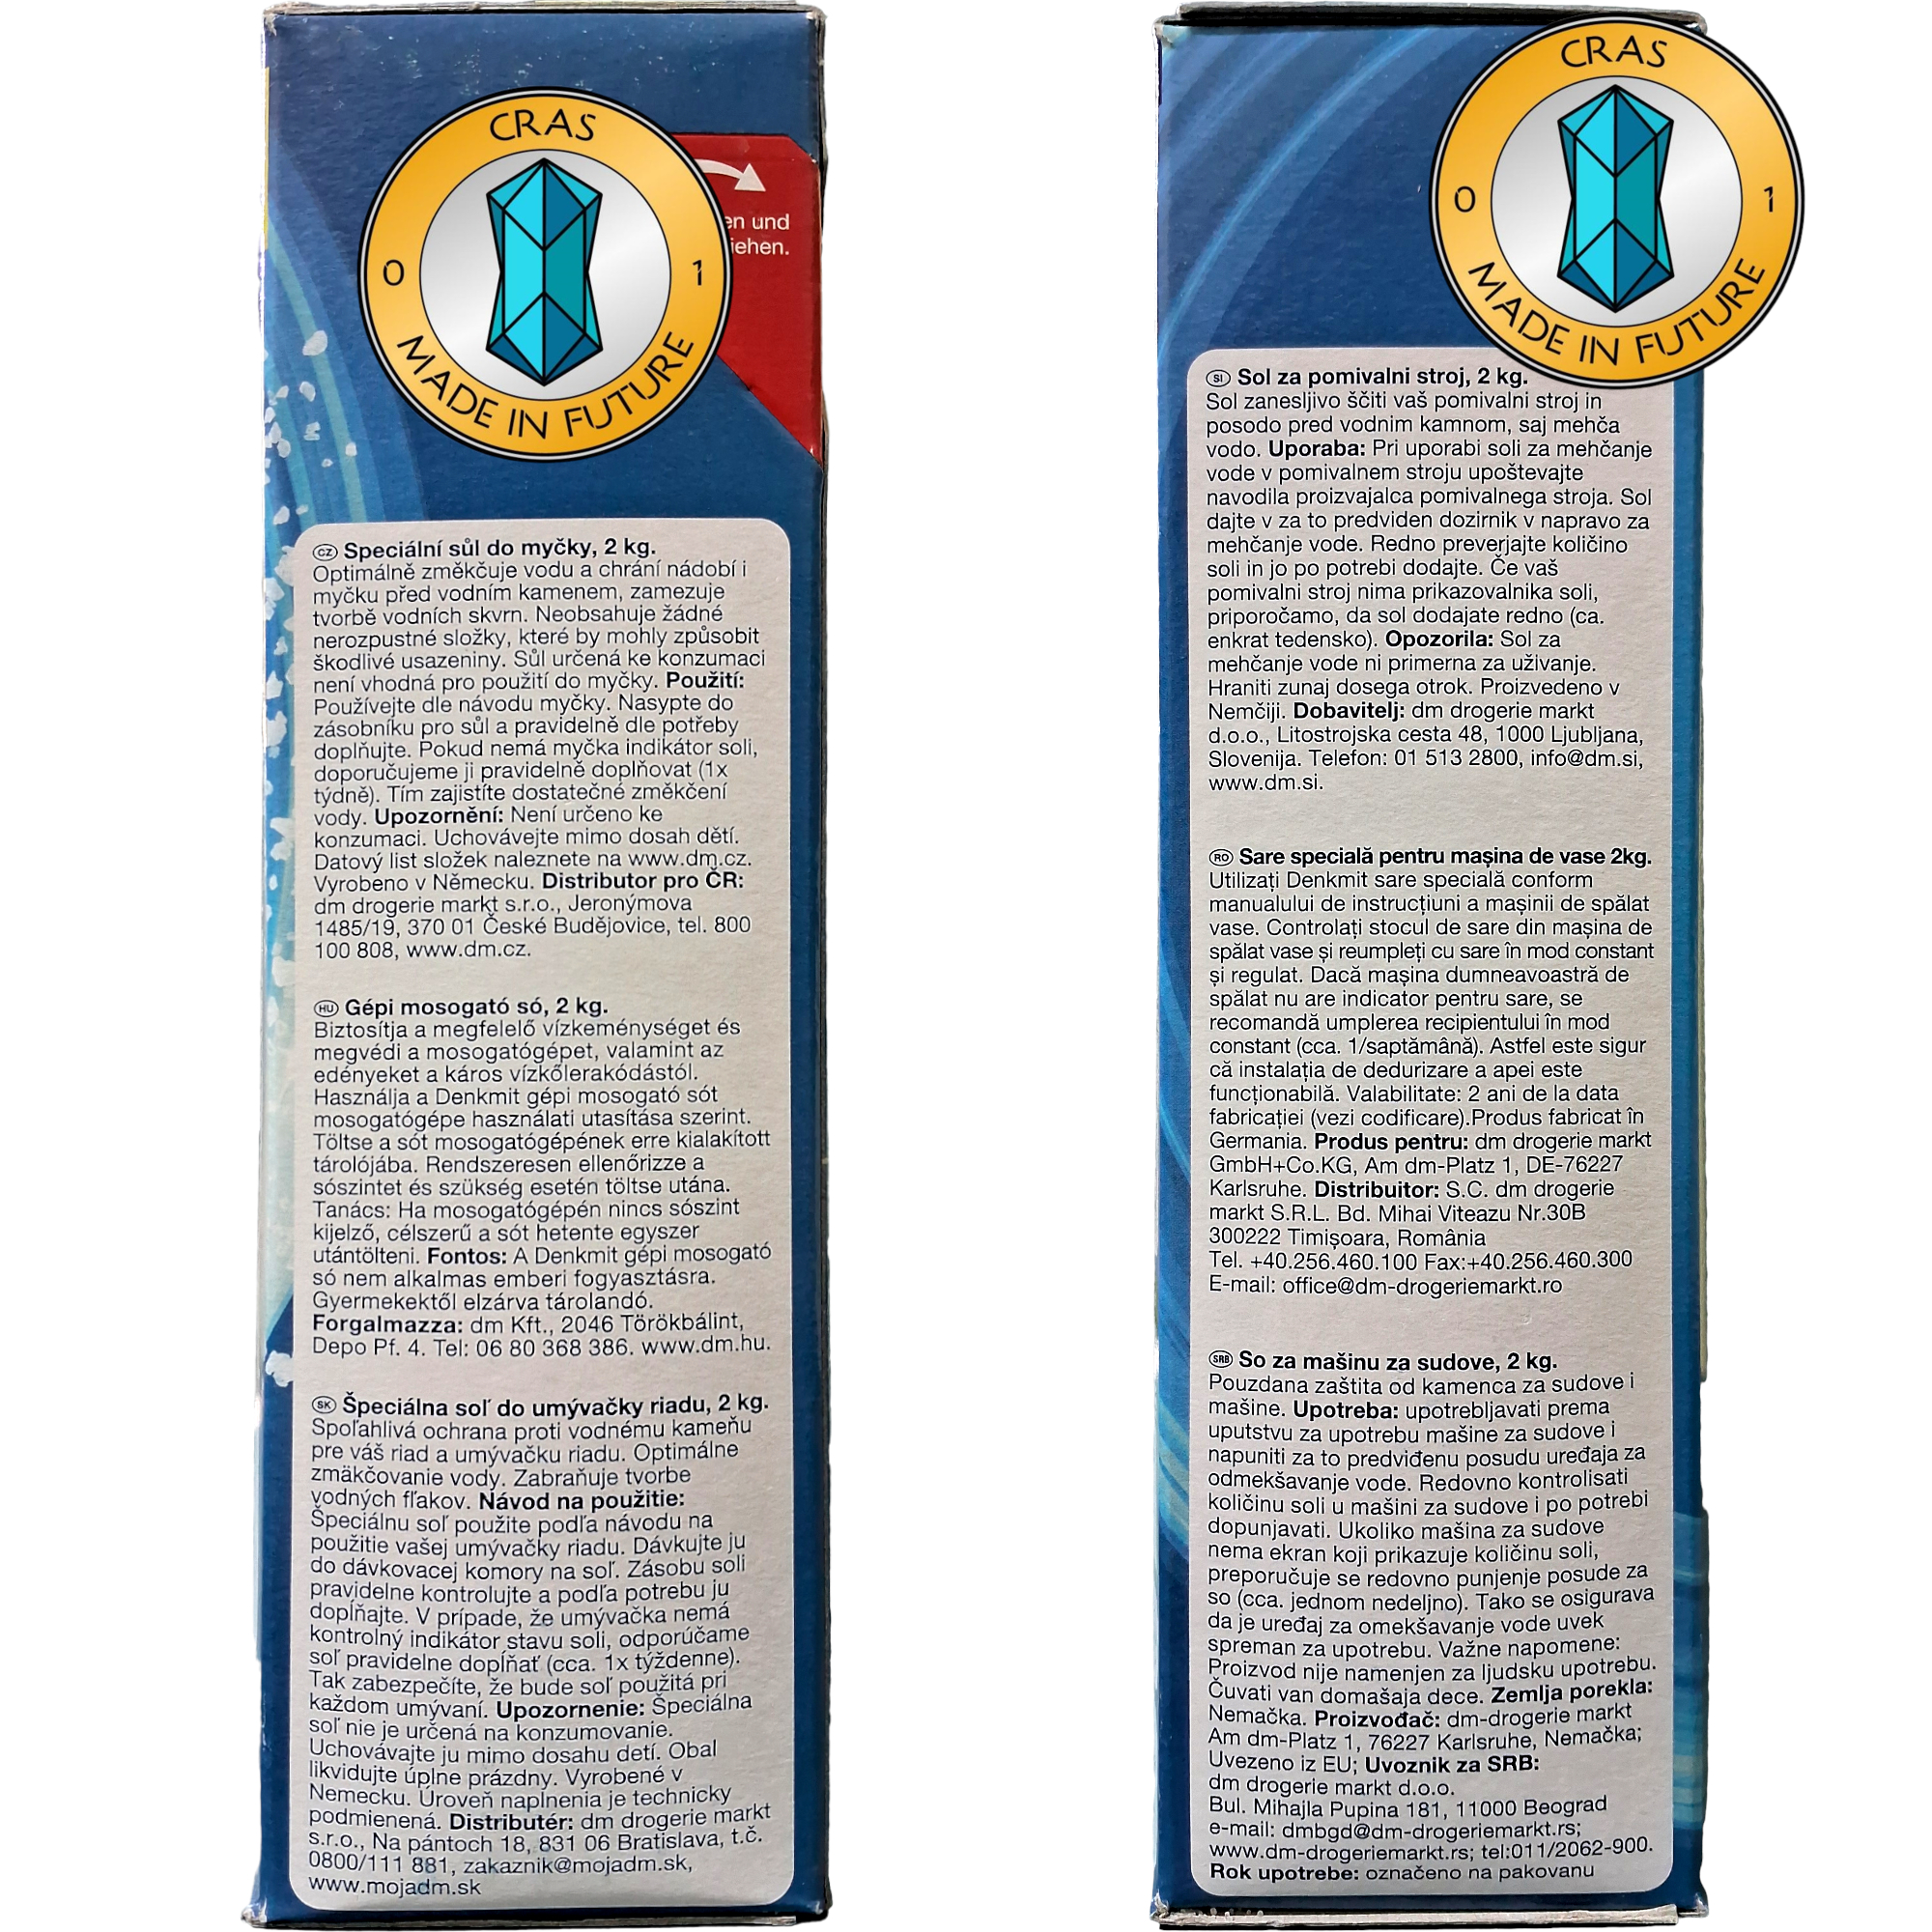 CRAS
0 1
MADE IN FUTURE
en und
iehen.
CZ Speciální sůl do myčky, 2 kg.
Optimálně změkčuje vodu a chrání nádobí i
myčku před vodním kamenem, zamezuje
tvorbě vodních skvrn. Neobsahuje žádné
nerozpustné složky, které by mohly způsobit
škodlivé usazeniny. Sůl určená ke konzumaci
není vhodná pro použití do myčky. Použití:
Používejte dle návodu myčky. Nasypte do
zásobníku pro sůl a pravidelně dle potřeby
doplňujte. Pokud nemá myčka indikátor soli,
doporučujeme ji pravidelně doplňovat (1x
týdně). Tím zajistíte dostatečné změkčení
vody. Upozornění: Není určeno ke
konzumaci. Uchovávejte mimo dosah dětí.
Datový list složek naleznete na www.dm.cz.
Vyrobeno v Německu. Distributor pro ČR:
dm drogerie markt s.r.o., Jeronýmova
1485/19, 370 01 České Budějovice, tel. 800
100 808, www.dm.cz.
HU Gépi mosogató só, 2 kg.
Biztosítja a megfelelő vízkeménységet és
megvédi a mosogatógépet, valamint az
edényeket a káros vízkőlerakódástól.
Használja a Denkmit gépi mosogató sót
mosogatógépe használati utasítása szerint.
Töltse a sót mosogatógépének erre kialakított
tárolójába. Rendszeresen ellenőrizze a
sószintet és szükség esetén töltse utána.
Tanács: Ha mosogatógépén nincs sószint
kijelző, célszerű a sót hetente egyszer
utántölteni. Fontos: A Denkmit gépi mosogató
só nem alkalmas emberi fogyasztásra.
Gyermekektől elzárva tárolandó.
Forgalmazza: dm Kft., 2046 Törökbálint,
Depo Pf. 4. Tel: 06 80 368 386. www.dm.hu.
SK Špeciálna soľ do umývačky riadu, 2 kg.
Spoľahlivá ochrana proti vodnému kameňu
pre váš riad a umývačku riadu. Optimálne
zmäkčovanie vody. Zabraňuje tvorbe
vodných fľakov. Návod na použitie:
Špeciálnu soľ použite podľa návodu na
použitie vašej umývačky riadu. Dávkujte ju
do dávkovacej komory na soľ. Zásobu soli
pravidelne kontrolujte a podľa potrebu ju
dopĺňajte. V prípade, že umývačka nemá
kontrolný indikátor stavu soli, odporúčame
soľ pravidelne dopĺňať (cca. 1x týždenne).
Tak zabezpečíte, že bude soľ použitá pri
každom umývaní. Upozornenie: Špeciálna
soľ nie je určená na konzumovanie.
Uchovávajte ju mimo dosahu detí. Obal
likvidujte úplne prázdny. Vyrobené v
Nemecku. Úroveň naplnenia je technicky
podmienená. Distributér: dm drogerie markt
s.r.o., Na pántoch 18, 831 06 Bratislava, t.č.
0800/111 881, zakaznik@mojadm.sk,
www.mojadm.sk
CRAS
0 1
MADE IN FUTURE
SI Sol za pomivalni stroj, 2 kg.
Sol zanesljivo ščiti vaš pomivalni stroj in
posodo pred vodnim kamnom, saj mehča
vodo. Uporaba: Pri uporabi soli za mehčanje
vode v pomivalnem stroju upoštevajte
navodila proizvajalca pomivalnega stroja. Sol
dajte v za to predviden dozirnik v napravo za
mehčanje vode. Redno preverjajte količino
soli in jo po potrebi dodajte. Če vaš
pomivalni stroj nima prikazovalnika soli,
priporočamo, da sol dodajate redno (ca.
enkrat tedensko). Opozorila: Sol za
mehčanje vode ni primerna za uživanje.
Hraniti zunaj dosega otrok. Proizvedeno v
Nemčiji. Dobavitelj: dm drogerie markt
d.o.o., Litostrojska cesta 48, 1000 Ljubljana,
Slovenija. Telefon: 01 513 2800, info@dm.si,
www.dm.si.
RO Sare specială pentru mașina de vase 2kg.
Utilizați Denkmit sare specială conform
manualului de instrucțiuni a mașinii de spălat
vase. Controlați stocul de sare din mașina de
spălat vase și reumpleți cu sare în mod constant
și regulat. Dacă mașina dumneavoastră de
spălat nu are indicator pentru sare, se
recomandă umplerea recipientului în mod
constant (cca. 1/saptămână). Astfel este sigur
că instalația de dedurizare a apei este
funcționabilă. Valabilitate: 2 ani de la data
fabricației (vezi codificare).Produs fabricat în
Germania. Produs pentru: dm drogerie markt
GmbH+Co.KG, Am dm-Platz 1, DE-76227
Karlsruhe. Distribuitor: S.C. dm drogerie
markt S.R.L. Bd. Mihai Viteazu Nr.30B
300222 Timișoara, România
Tel. +40.256.460.100 Fax:+40.256.460.300
E-mail: office@dm-drogeriemarkt.ro
SRB So za mašinu za sudove, 2 kg.
Pouzdana zaštita od kamenca za sudove i
mašine. Upotreba: upotrebljavati prema
uputstvu za upotrebu mašine za sudove i
napuniti za to predviđenu posudu uređaja za
odmekšavanje vode. Redovno kontrolisati
količinu soli u mašini za sudove i po potrebi
dopunjavati. Ukoliko mašina za sudove
nema ekran koji prikazuje količinu soli,
preporučuje se redovno punjenje posude za
so (cca. jednom nedeljno). Tako se osigurava
da je uređaj za omekšavanje vode uvek
spreman za upotrebu. Važne napomene:
Proizvod nije namenjen za ljudsku upotrebu.
Čuvati van domašaja dece. Zemlja porekla:
Nemačka. Proizvođač: dm-drogerie markt
Am dm-Platz 1, 76227 Karlsruhe, Nemačka;
Uvezeno iz EU; Uvoznik za SRB:
dm drogerie markt d.o.o.
Bul. Mihajla Pupina 181, 11000 Beograd
e-mail: dmbgd@dm-drogeriemarkt.rs;
www.dm-drogeriemarkt.rs; tel:011/2062-900.
Rok upotrebe: označeno na pakovanu